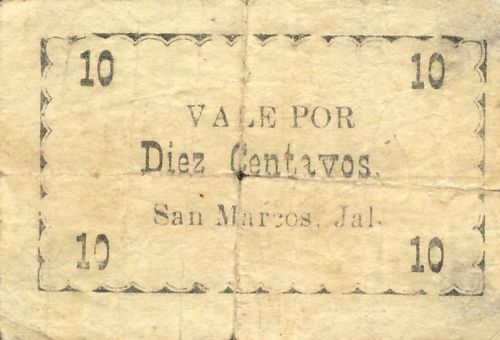 10 10
VALE POR
Diez Centavos.
San Marcos, Jal.
10 10